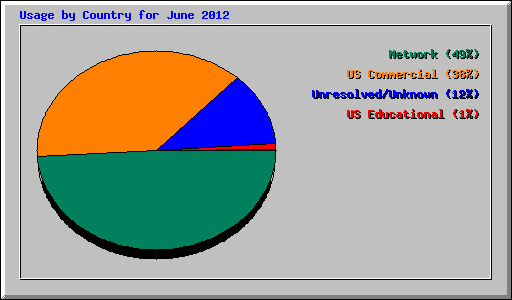 Usage by Country for June 2012
Network (49%)
US Commercial (38%)
Unresolved/Unknown (12%)
US Educational (1%)